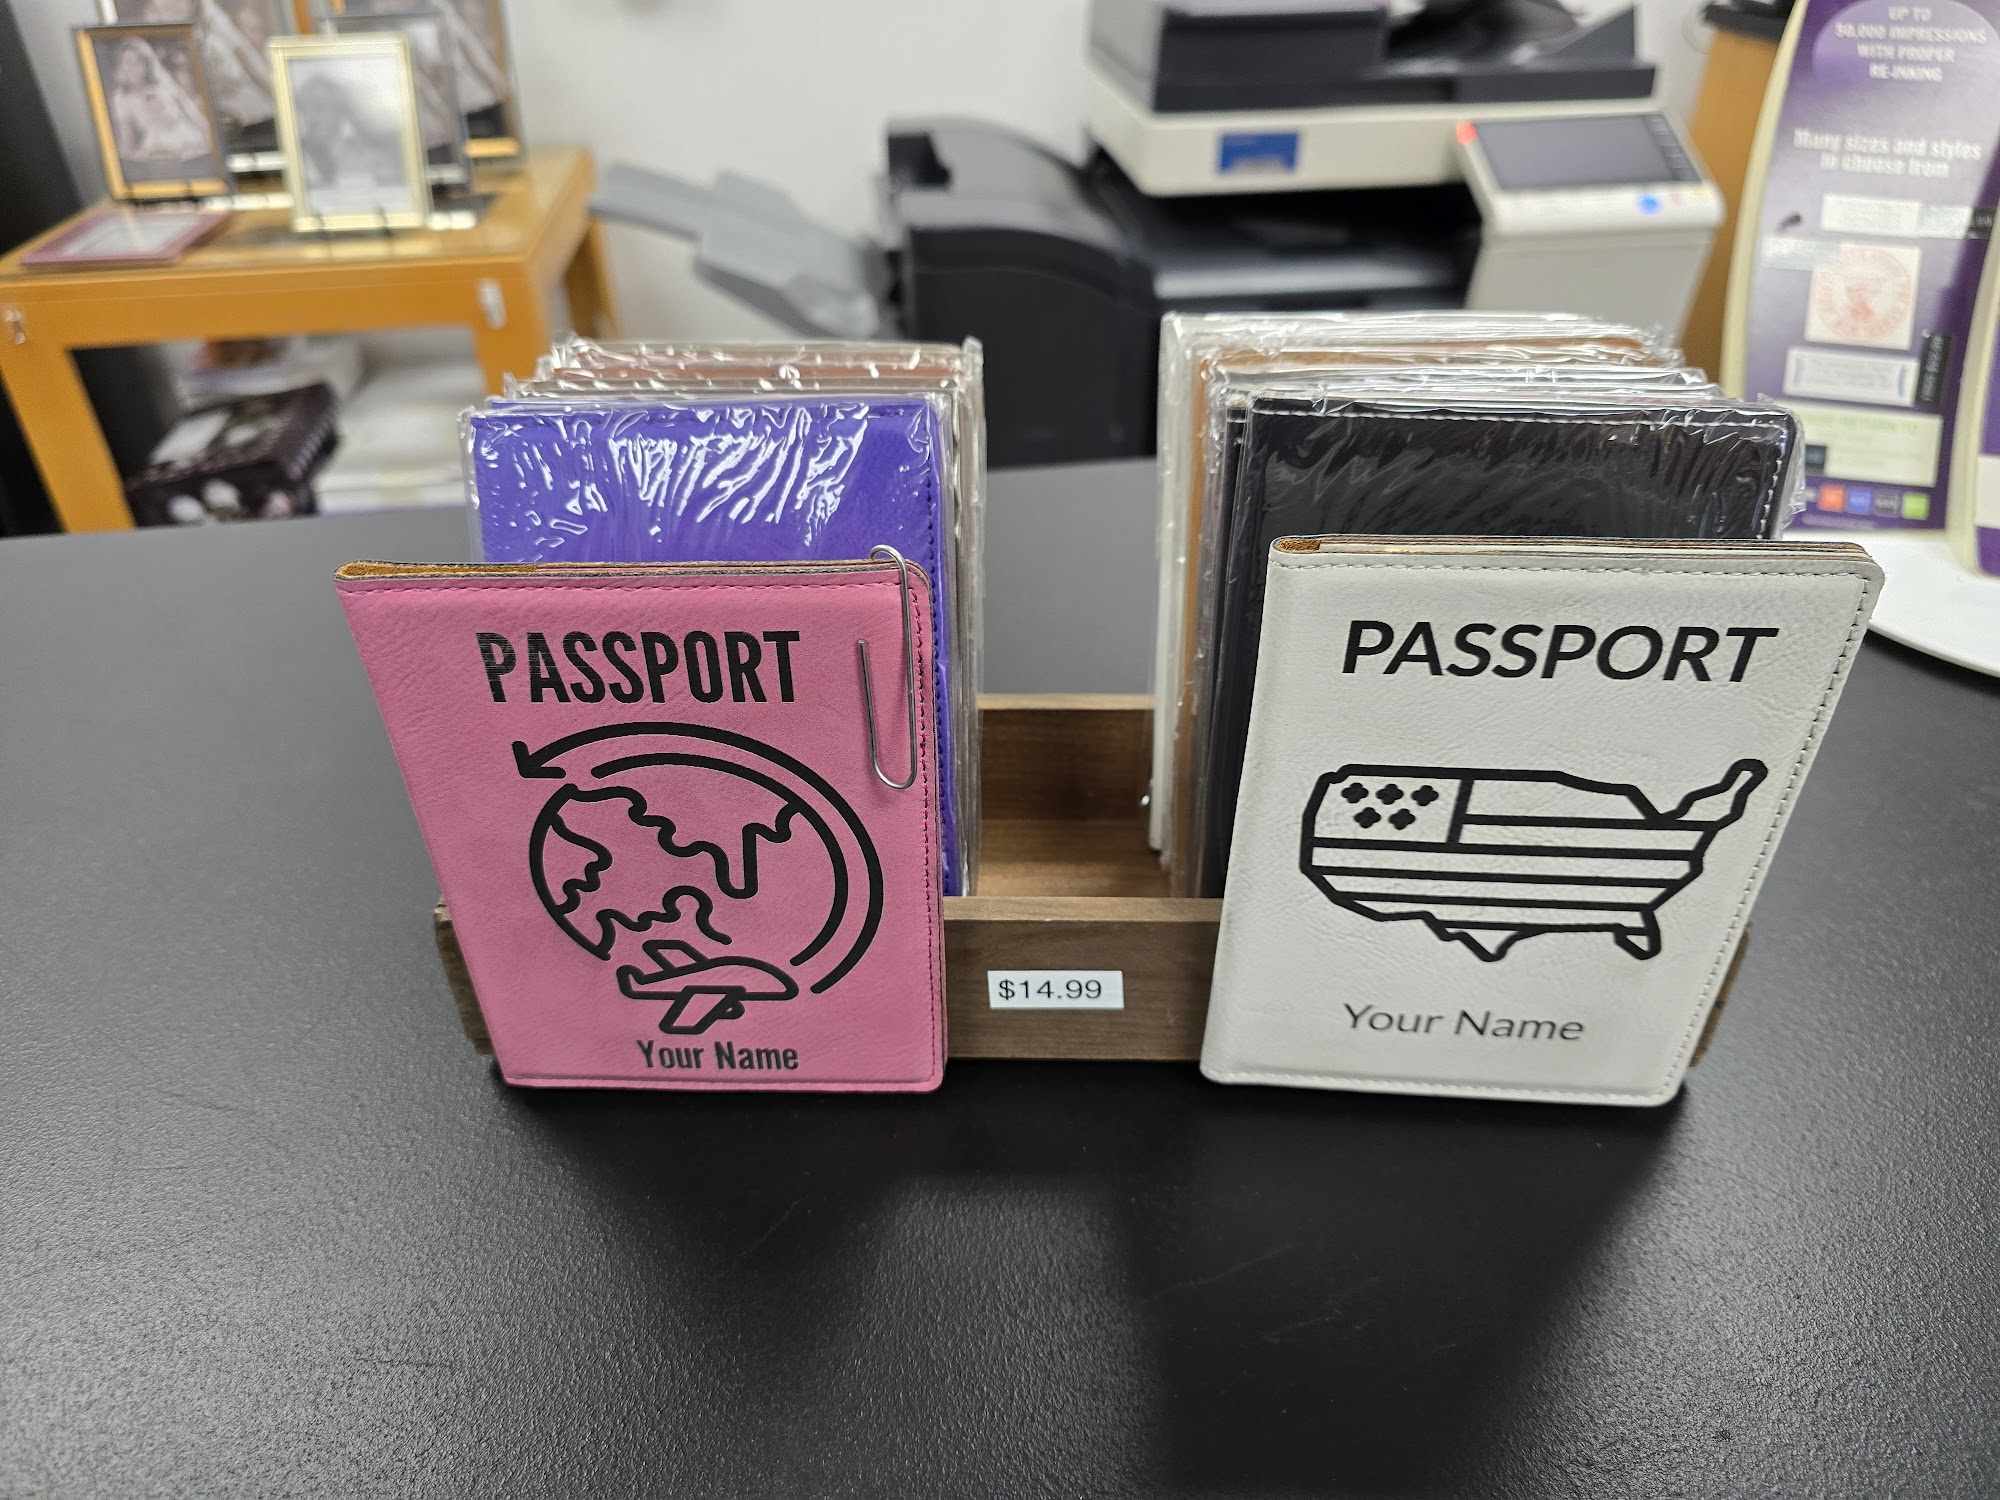 UP TO
50,000 IMPRESSIONS
WITH PROPER
RE-INKING
Many sizes and styles
to choose from
PASSPORT
Your Name
$14.99
PASSPORT
Your Name